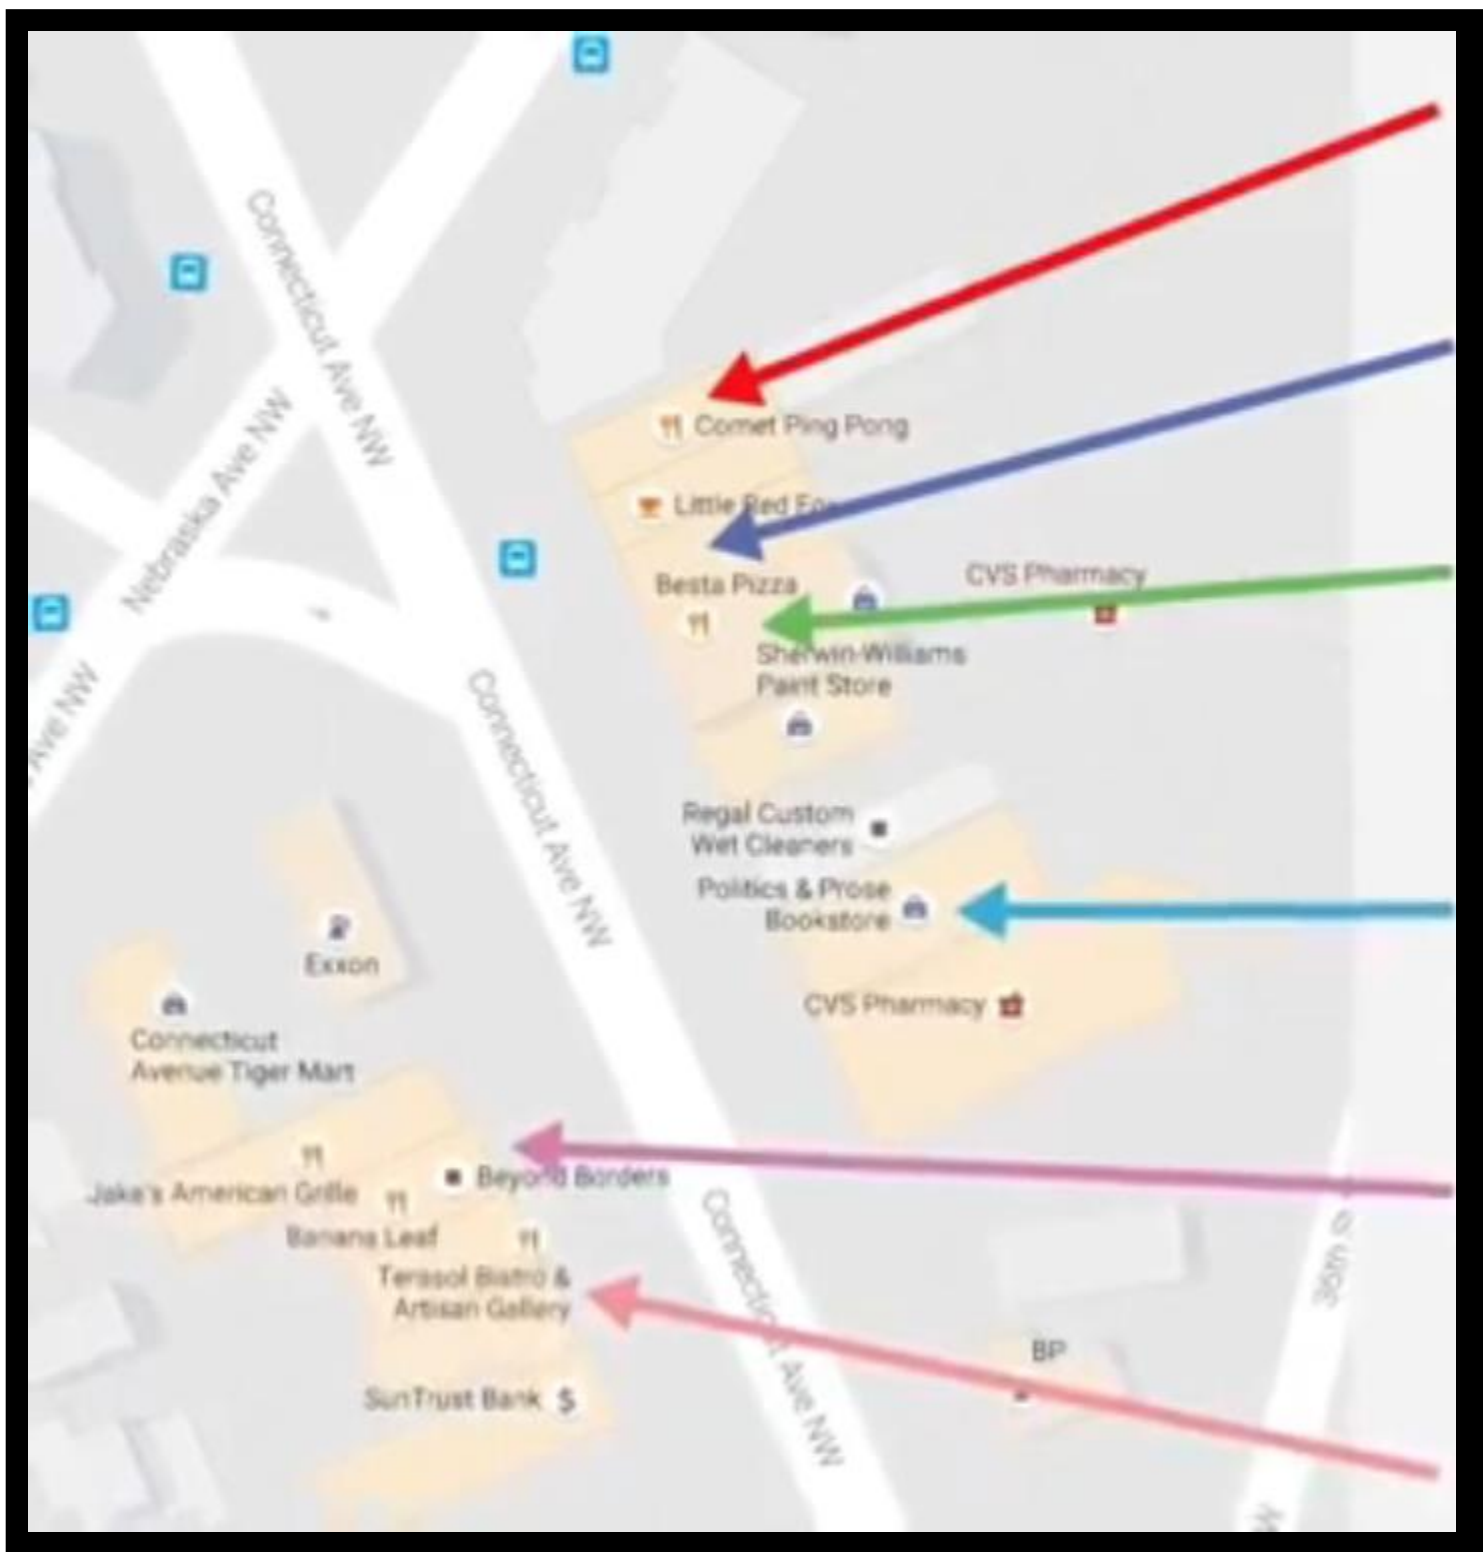 Connecticut Ave NW
Nebraska Ave NW
Ave NW
Comet Ping Pong
Little Red Fox
Besta Pizza
CVS Pharmacy
Sherwin-Williams
Paint Store
Connecticut Ave NW
Regal Custom
Wet Cleaners
Politics & Prose
Bookstore
Exxon
CVS Pharmacy
Connecticut
Avenue Tiger Mart
Jake's American Grille
Beyond Borders
Banana Leaf
Terasol Bistro &
Artisan Gallery
Connecticut Ave NW
36th
BP
SunTrust Bank $